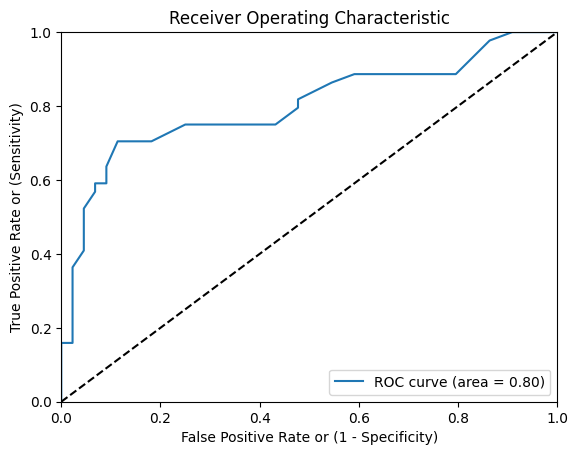 Receiver Operating Characteristic
True Positive Rate or (Sensitivity)
1.0
0.8
0.6
0.4
0.2
0.0
ROC curve (area = 0.80)
0.0 0.2 0.4 0.6 0.8 1.0
False Positive Rate or (1 - Specificity)